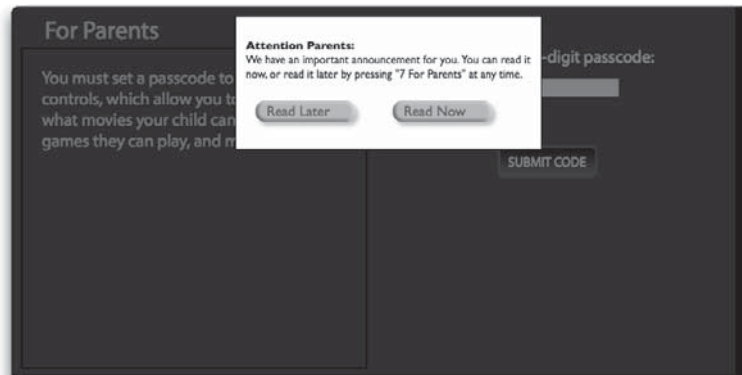 For Parents
You must set a passcode to
controls, which allow you to
what movies your child can
games they can play, and
Attention Parents:
We have an important announcement for you. You can read it
now, or read it later by pressing "7 For Parents" at any time.
Read Later
Read Now
-digit passcode:
SUBMIT CODE